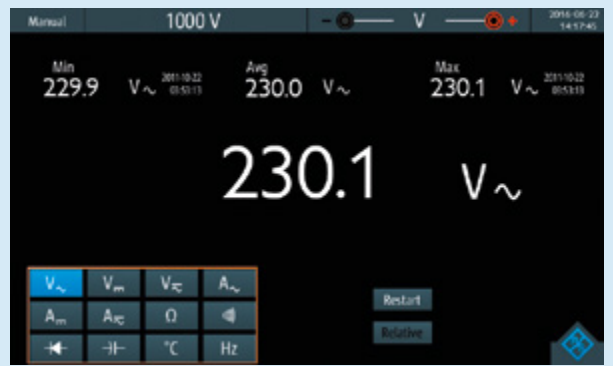 Manual 1000 V - V + 2016-06-23
14:57:45
Min Avg Max
229.9 V~ 2011-10-22 230.0 V~ 230.1 V~ 2011-10-22
03:53:13 03:53:13
230.1 V~
V~ V⎓ V≂ A~
A⎓ A≂ Ω
°C Hz
Restart
Relative